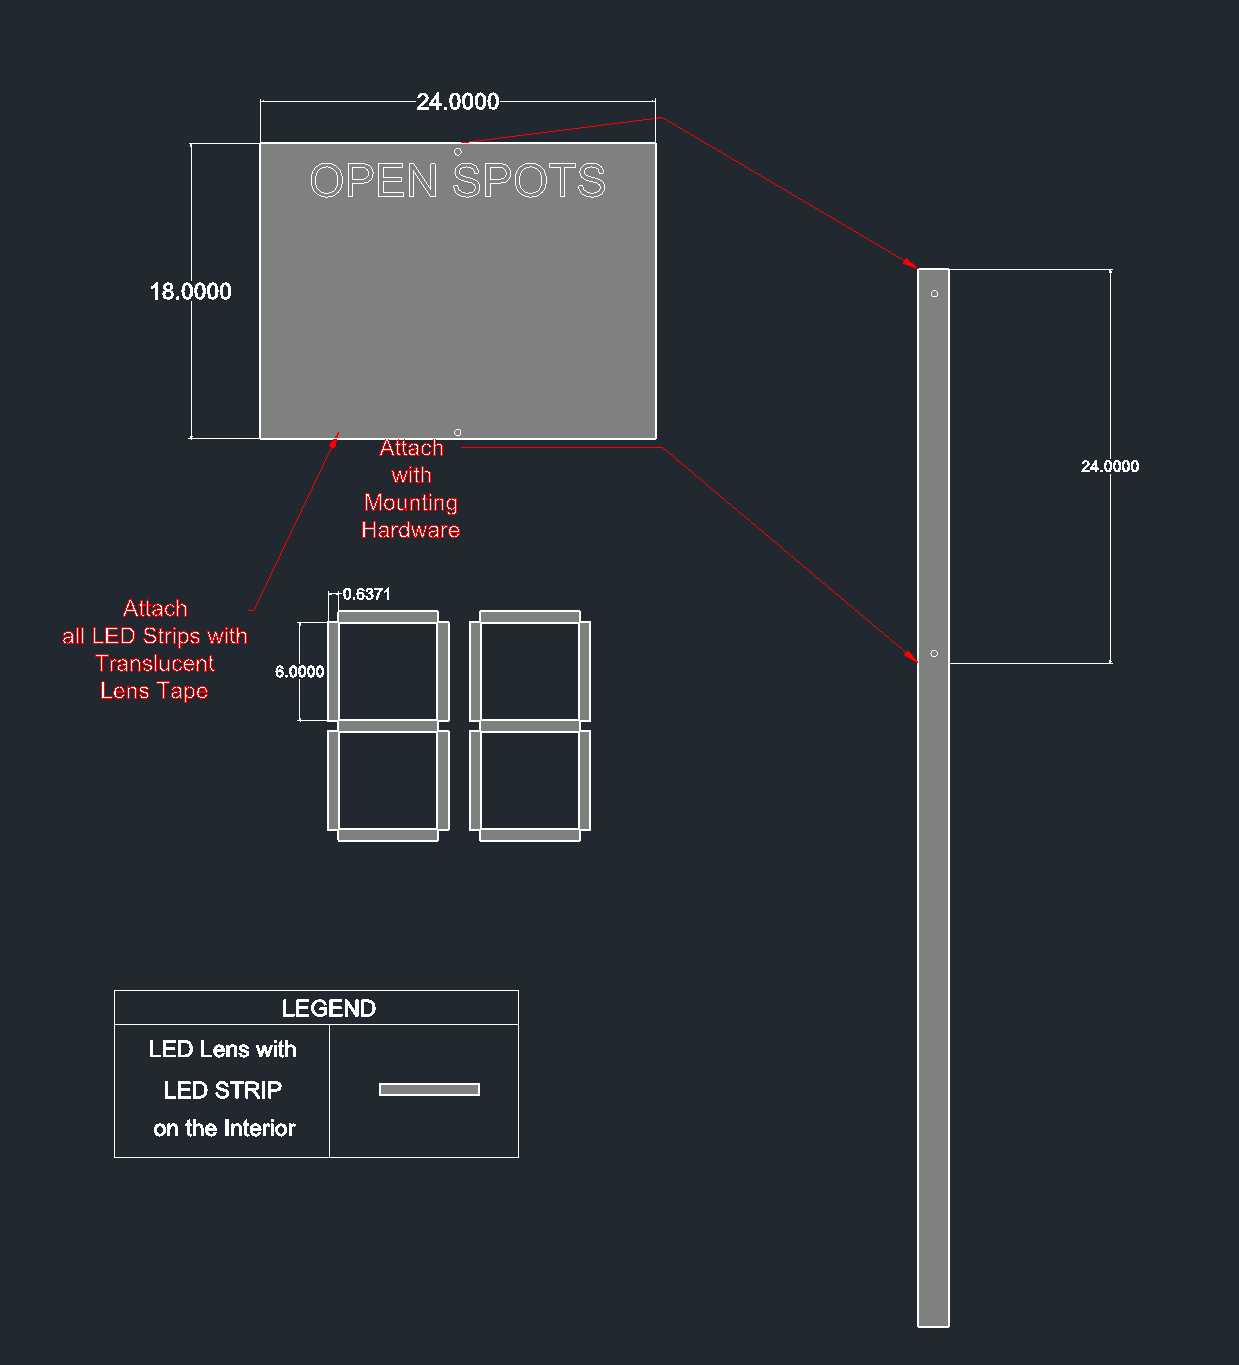 24.0000
OPEN SPOTS
18.0000
24.0000
Attach
with
Mounting
Hardware
Attach
all LED Strips with
Translucent
Lens Tape
0.6371
6.0000
LEGEND
LED Lens with
LED STRIP
on the Interior